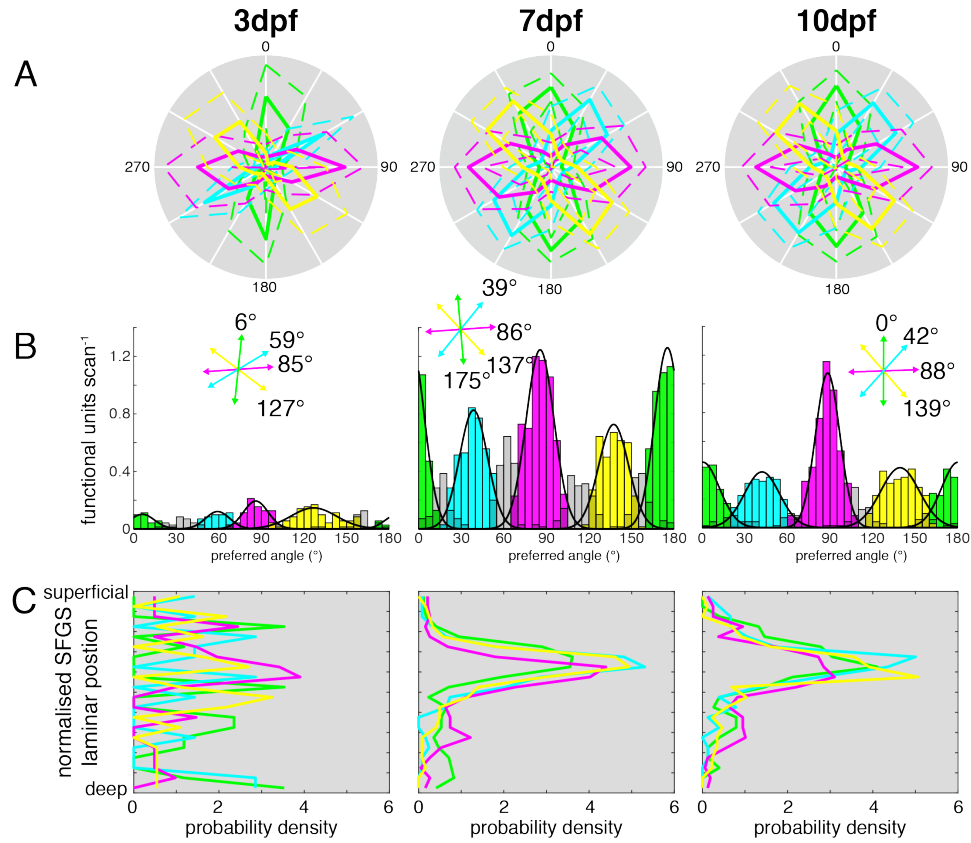 3dpf 7dpf 10dpf
A
0 0 0
270 90 270 90 270 90
180 180 180
B
functional units scan-1
1.2
0.8
0.4
0
6°
59°
85°
127°
39°
86°
137°
175°
0°
42°
88°
139°
0 30 60 90 120 150 180
preferred angle (°)
0 30 60 90 120 150 180
preferred angle (°)
0 30 60 90 120 150 180
preferred angle (°)
C
superficial
normalised SFGS
laminar postion
deep
0 2 4 6
probability density
0 2 4 6
probability density
0 2 4 6
probability density